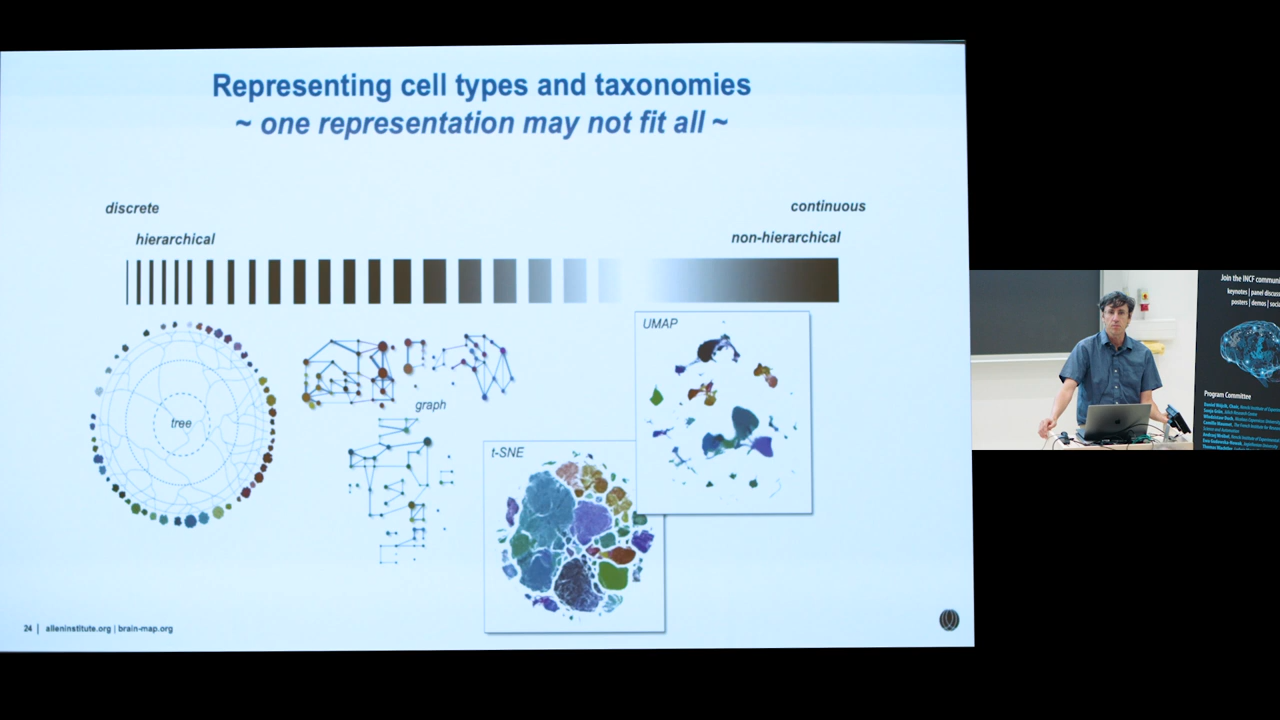 Representing cell types and taxonomies
~ one representation may not fit all ~
discrete
continuous
hierarchical
non-hierarchical
tree
graph
t-SNE
UMAP
24 | alleninstitute.org | brain-map.org
Join the INCF communi
keynotes | panel discus
posters | demos | socia
Program Committee